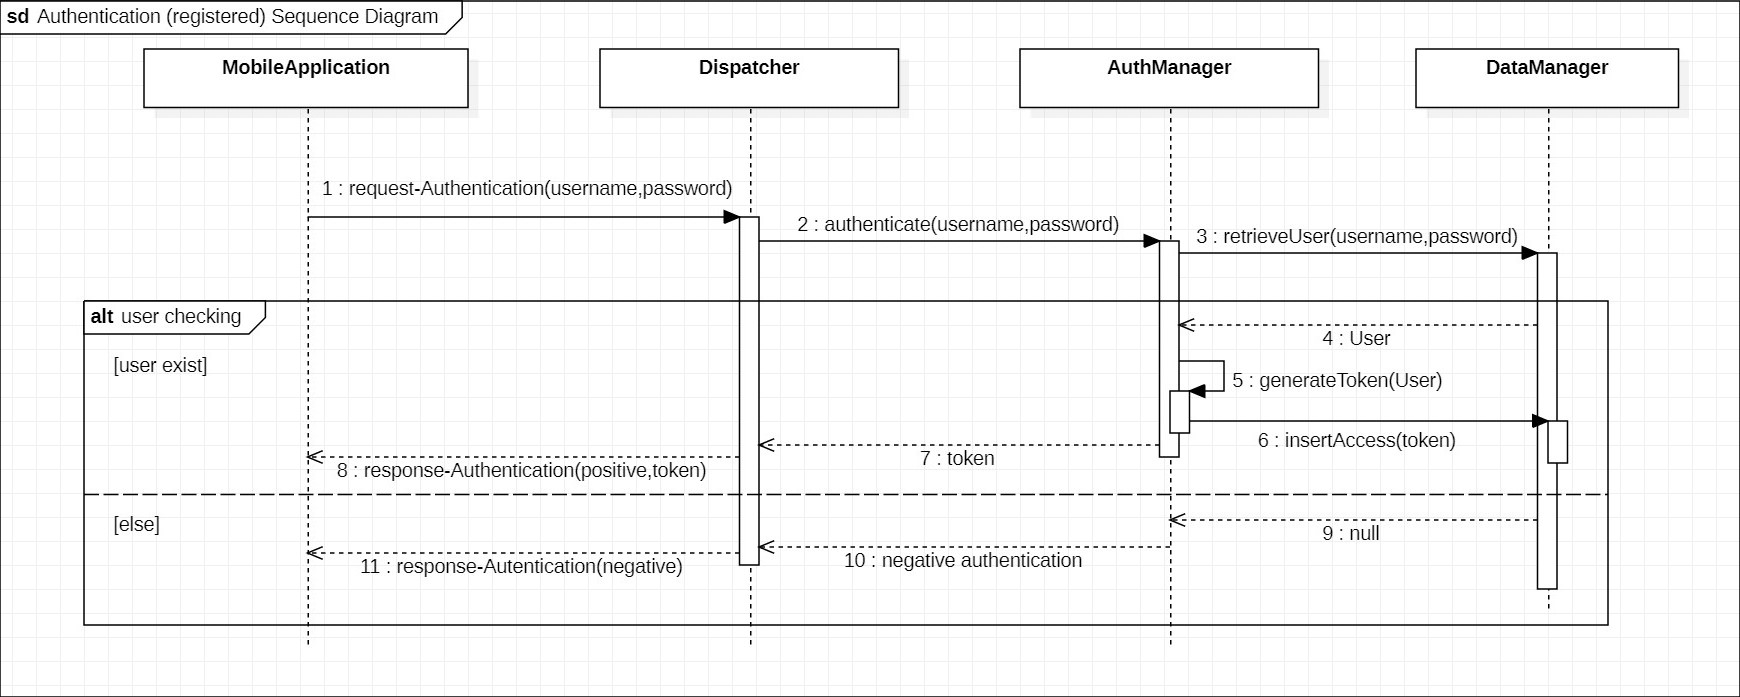 sd Authentication (registered) Sequence Diagram
MobileApplication
Dispatcher
AuthManager
DataManager
1 : request-Authentication(username,password)
2 : authenticate(username,password)
3 : retrieveUser(username,password)
alt user checking
4 : User
[user exist]
5 : generateToken(User)
6 : insertAccess(token)
7 : token
8 : response-Authentication(positive,token)
[else]
9 : null
10 : negative authentication
11 : response-Autentication(negative)